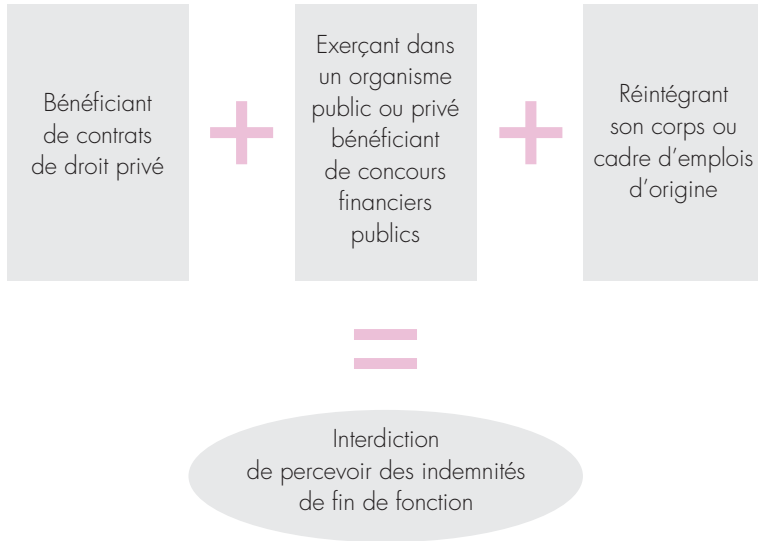 Bénéficiant
de contrats
de droit privé
+
Exerçant dans
un organisme
public ou privé
bénéficiant
de concours
financiers
publics
+
Réintégrant
son corps ou
cadre d'emplois
d'origine
=
Interdiction
de percevoir des indemnités
de fin de fonction